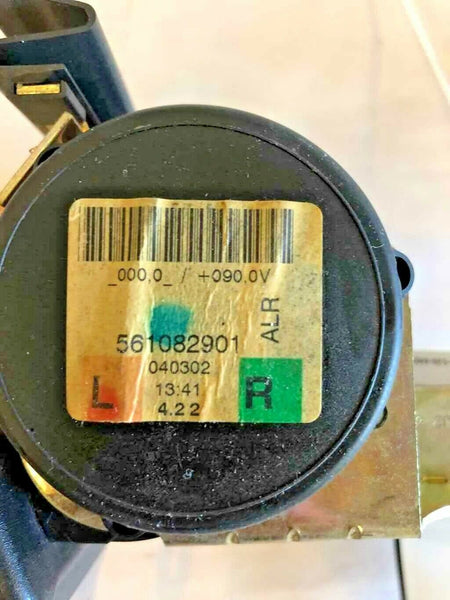 _000,0_ / +090,0V
ALR
561082901
040302
13:41
4.22
L
R